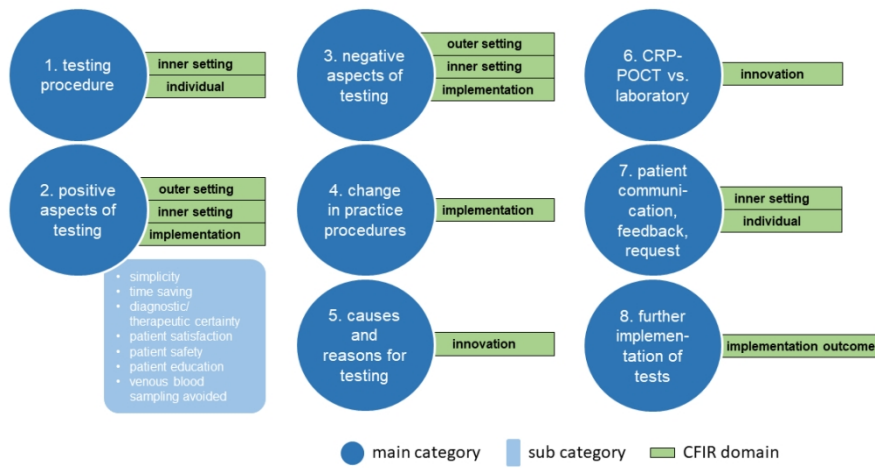 1. testing
procedure
inner setting
individual
2. positive
aspects of
testing
outer setting
inner setting
implementation
• simplicity
• time saving
• diagnostic/
therapeutic certainty
• patient satisfaction
• patient safety
• patient education
• venous blood
sampling avoided
3. negative
aspects of
testing
outer setting
inner setting
implementation
4. change
in practice
procedures
implementation
5. causes
and
reasons for
testing
innovation
6. CRP-
POCT vs.
laboratory
innovation
7. patient
communi-
cation,
feedback,
request
inner setting
individual
8. further
implemen-
tation of
tests
implementation outcome
main category
sub category
CFIR domain